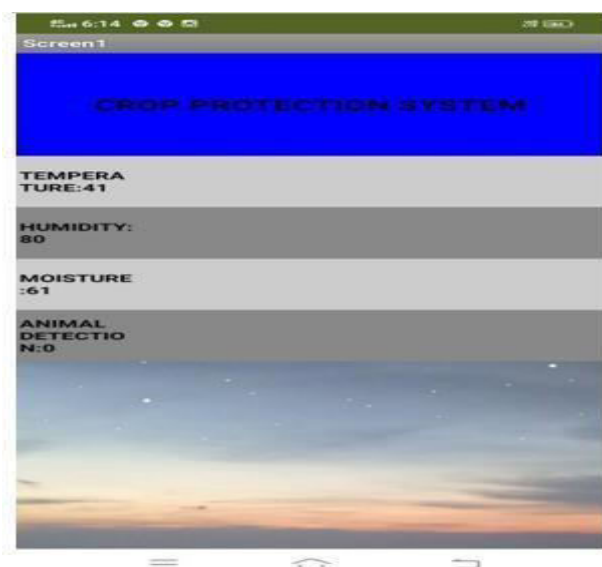 6:14
Screen1
CROP PROTECTION SYSTEM
TEMPERA
TURE:41
HUMIDITY:
80
MOISTURE
:61
ANIMAL
DETECTIO
N:0